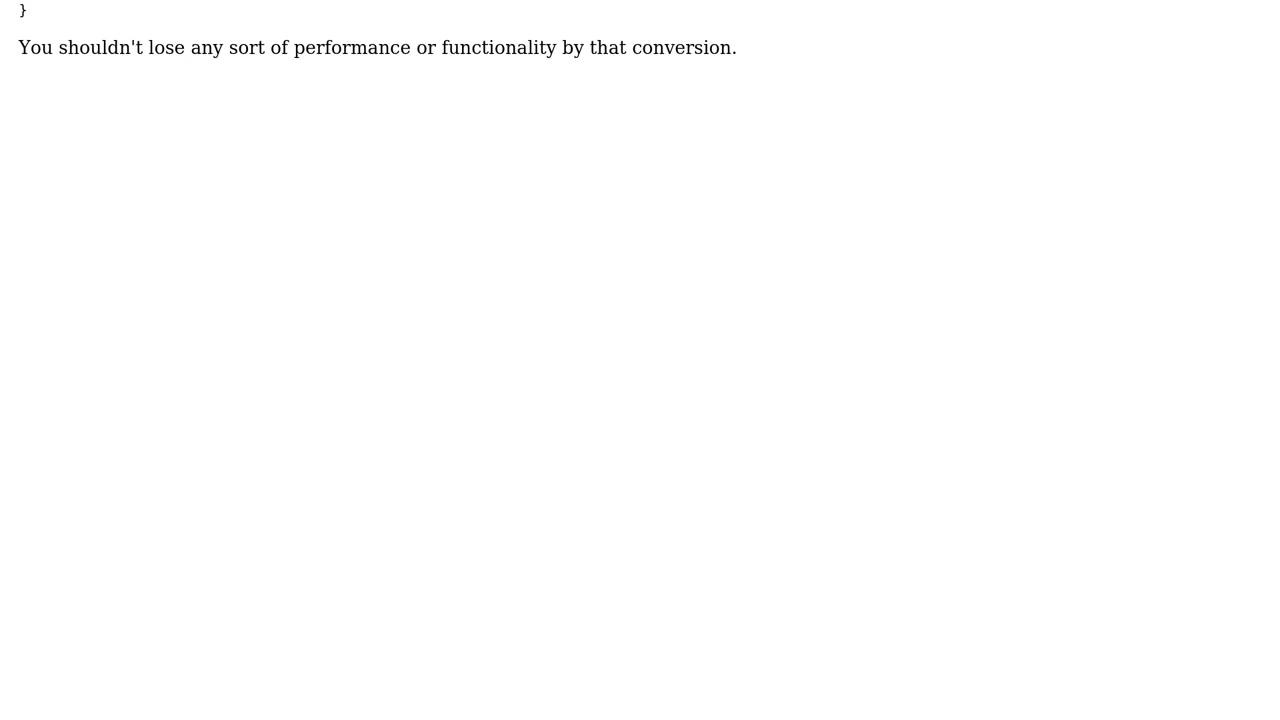 }
You shouldn't lose any sort of performance or functionality by that conversion.